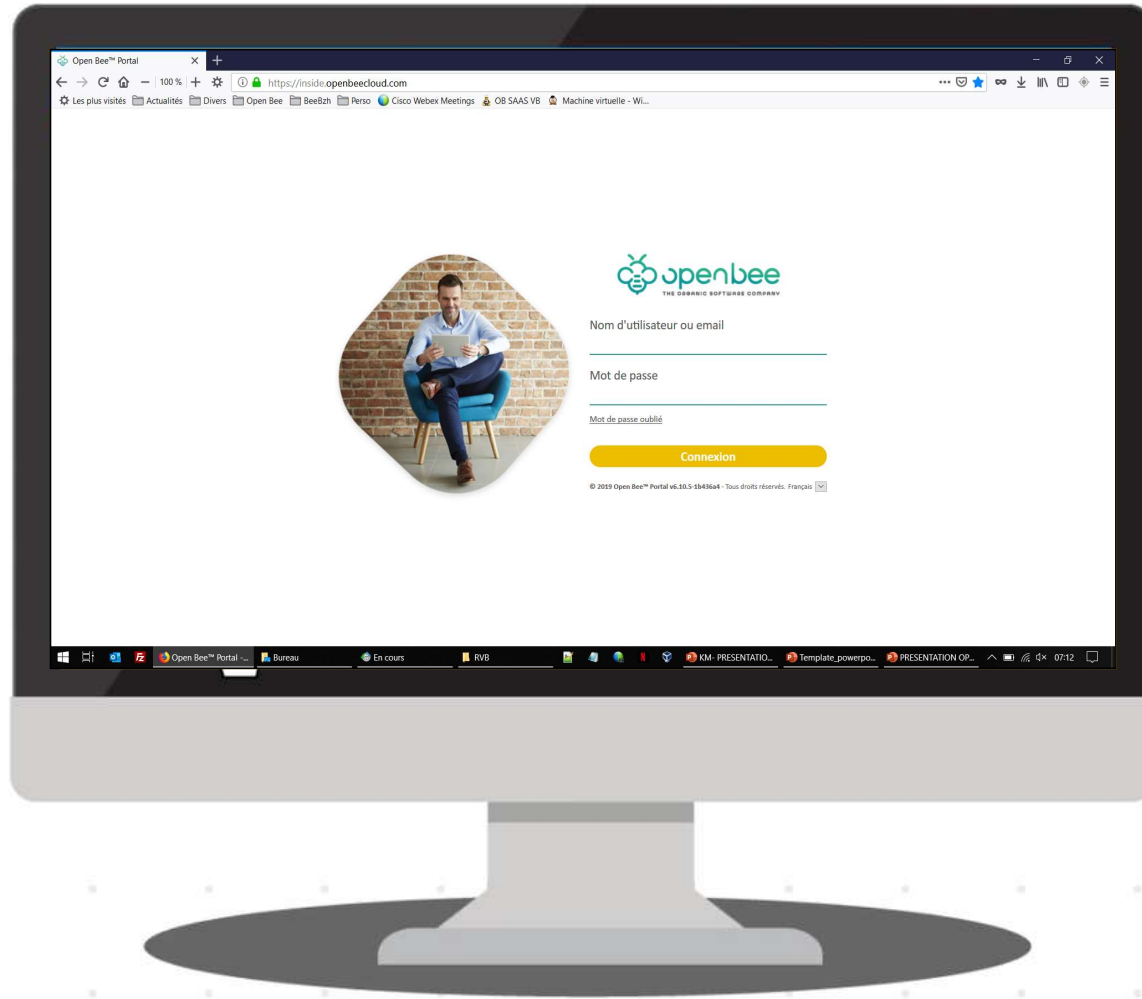 Open Bee™ Portal
100 %
https://inside.openbeecloud.com
Les plus visités Actualités Divers Open Bee BeeBzh Perso Cisco Webex Meetings OB SAAS VB Machine virtuelle - Wi...
openbee
THE ORGANIC SOFTWARE COMPANY
Nom d'utilisateur ou email
Mot de passe
Mot de passe oublié
Connexion
© 2019 Open Bee™ Portal v6.10.5-1b436a4 - Tous droits réservés. Français
Open Bee™ Portal -... Bureau En cours RVB KM- PRESENTATIO... Template_powerpo... PRESENTATION OP... 07:12